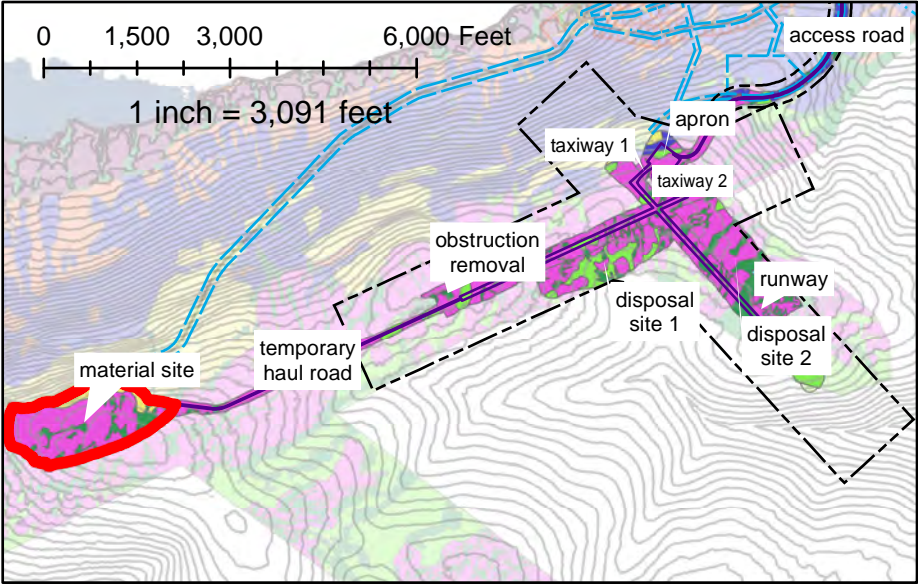 0 1,500 3,000 6,000 Feet
1 inch = 3,091 feet
access road
apron
taxiway 1
taxiway 2
obstruction
removal
runway
disposal
site 1
disposal
site 2
temporary
haul road
material site